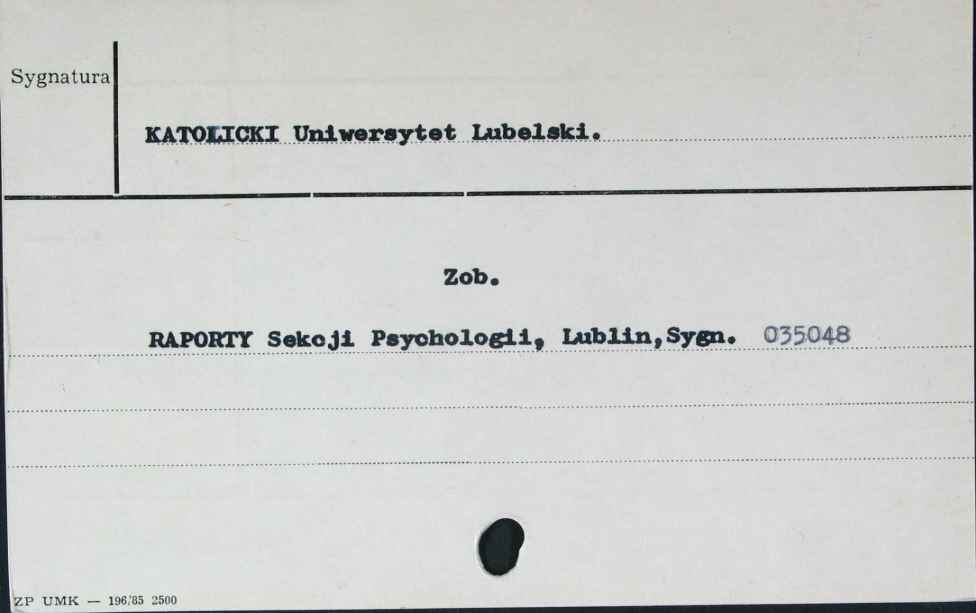 Sygnatura
KATOLICKI Uniwersytet Lubelski.
Zob.
RAPORTY Sekcji Psychologii, Lublin,Sygn. 035048
ZP UMK — 196/85 2500